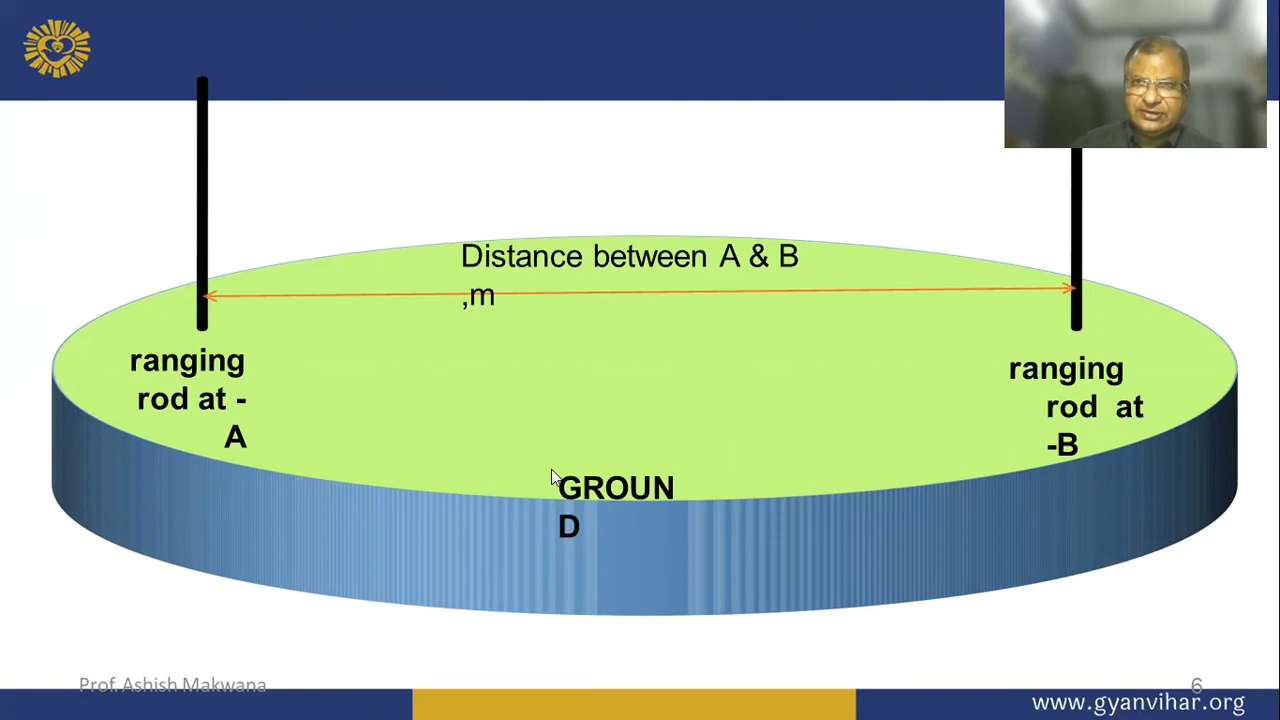 Distance between A & B
,m
ranging
rod at -
A
ranging
rod at
-B
GROUN
D
Prof. Ashish Makwana
6
www.gyanvihar.org